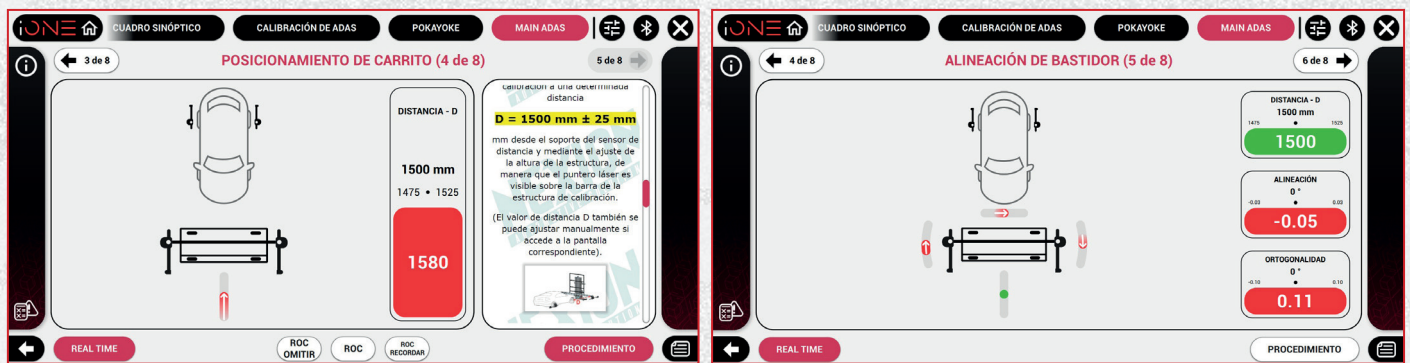 iONE
CUADRO SINÓPTICO
CALIBRACIÓN DE ADAS
POKAYOKE
MAIN ADAS
3 de 8
POSICIONAMIENTO DE CARRITO (4 de 8)
5 de 8
DISTANCIA - D
1500 mm
1475 • 1525
1580
calibración a una determinada
distancia
D = 1500 mm ± 25 mm
mm desde el soporte del sensor de
distancia y mediante el ajuste de
la altura de la estructura, de
manera que el puntero láser es
visible sobre la barra de la
estructura de calibración.
(El valor de distancia D también se
puede ajustar manualmente si
accede a la pantalla
correspondiente).
D
REAL TIME
ROC
OMITIR
ROC
ROC
RECORDAR
PROCEDIMIENTO
iONE
CUADRO SINÓPTICO
CALIBRACIÓN DE ADAS
POKAYOKE
MAIN ADAS
4 de 8
ALINEACIÓN DE BASTIDOR (5 de 8)
6 de 8
DISTANCIA - D
1500 mm
1475 • 1525
1500
ALINEACIÓN
0 °
-0.03 • 0.03
-0.05
ORTOGONALIDAD
0 °
-0.10 • 0.10
0.11
REAL TIME
PROCEDIMIENTO